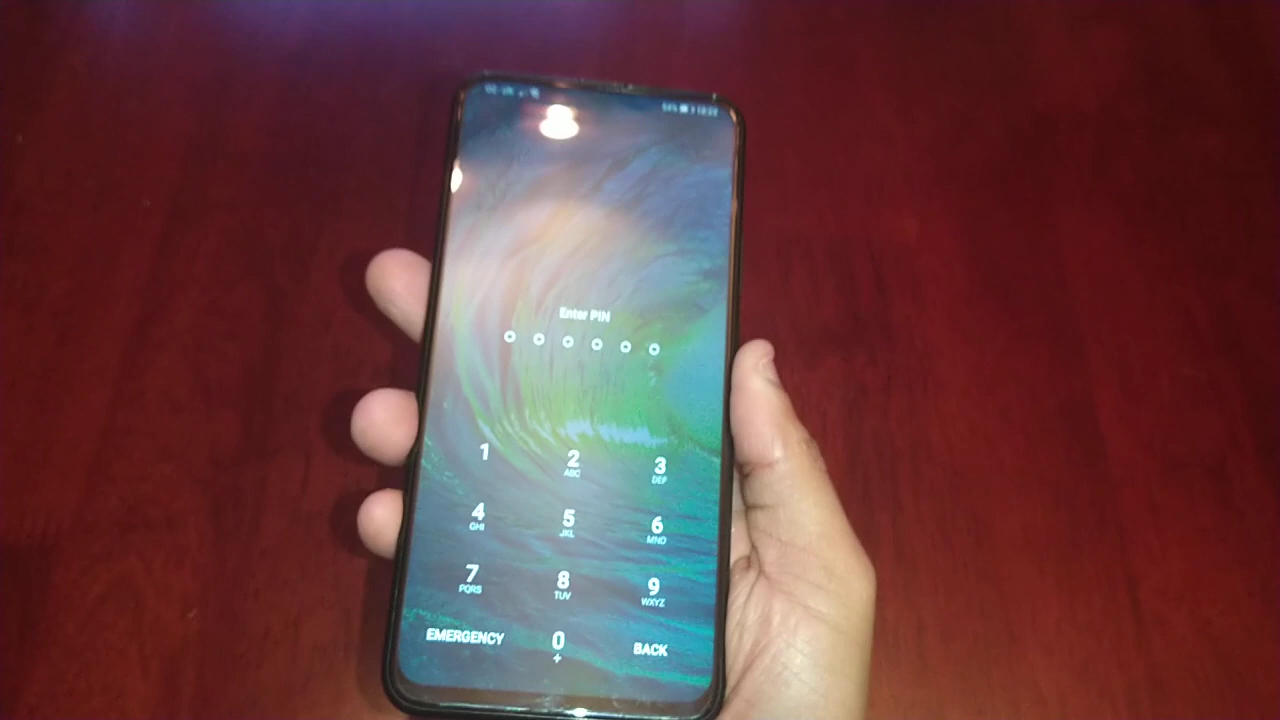 Enter PIN
1 2 3
ABC DEF
4 5 6
GHI JKL MNO
7 8 9
PQRS TUV WXYZ
EMERGENCY 0 BACK
+